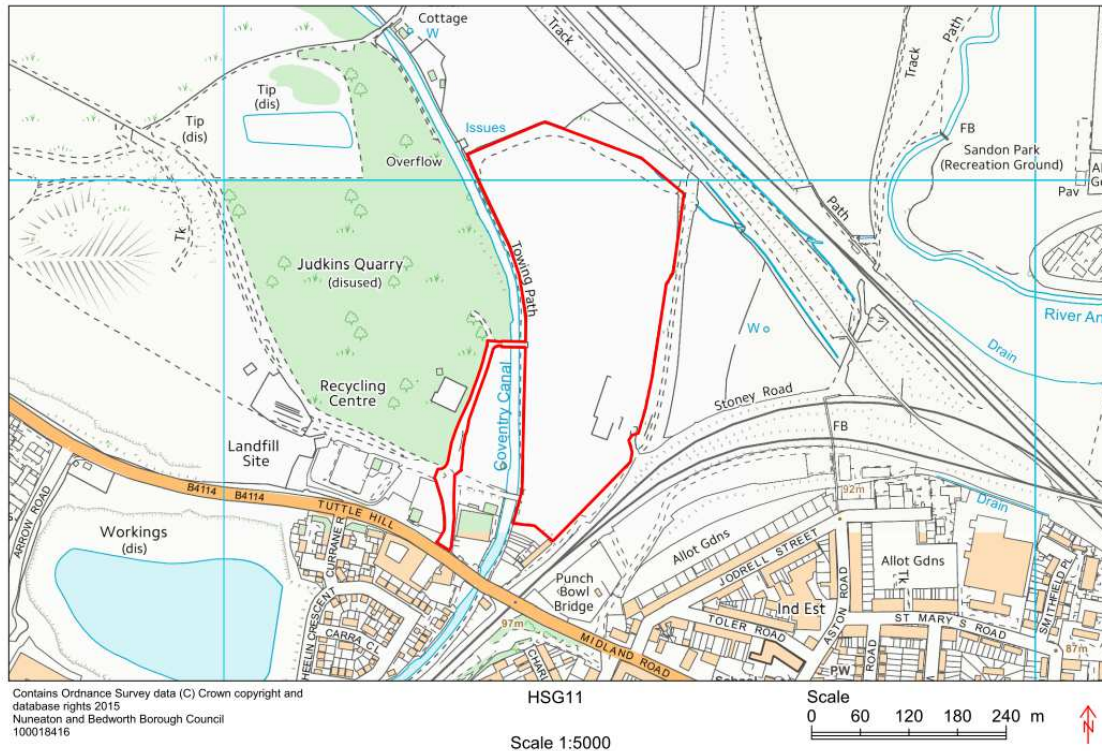 Cottage
W
Track
Path
Track
Tip
(dis)
Tip
(dis)
Issues
Overflow
FB
Sandon Park
(Recreation Ground)
Pav
Tk
Path
Judkins Quarry
(disused)
Towing Path
River An
W
Drain
Recycling
Centre
Coventry Canal
Stoney Road
FB
Landfill
Site
B4114
B4114
TUTTLE HILL
ARROW ROAD
Workings
(dis)
CURRANE R
HELIN CRESCENT
CARRA CL
92m
Drain
Allot Gdns
JODRELL STREET
Allot Gdns
Tk
SMITHFIELD PL
Punch
Bowl
Bridge
Ind Est
ASTON ROAD
TOLER ROAD
ST MARY S ROAD
97m
MIDLAND ROAD
87m
PW
ROAD
Contains Ordnance Survey data (C) Crown copyright and
database rights 2015
Nuneaton and Bedworth Borough Council
100018416
HSG11
Scale 1:5000
Scale
0 60 120 180 240 m
N